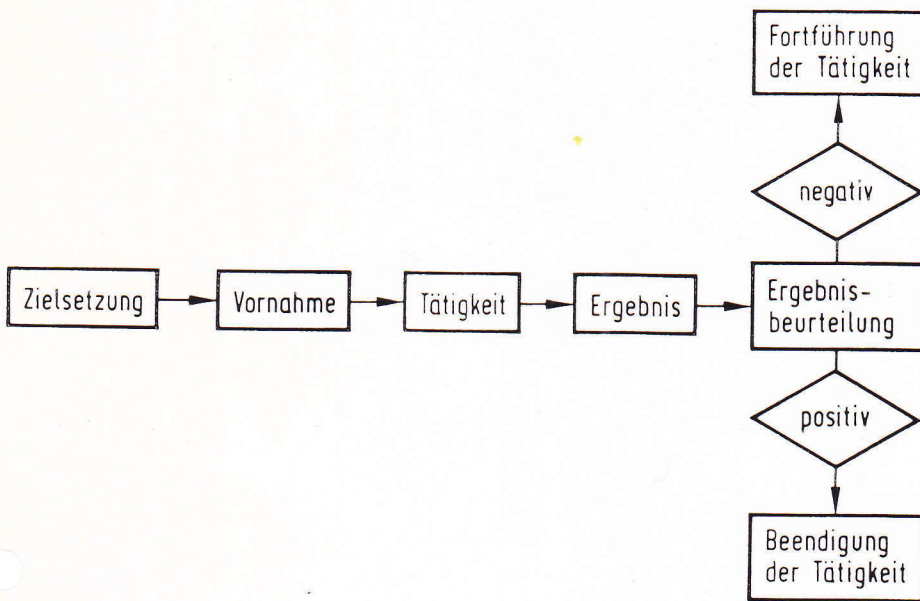 Fortführung
der Tätigkeit
negativ
Zielsetzung
Vornahme
Tätigkeit
Ergebnis
Ergebnis-
beurteilung
positiv
Beendigung
der Tätigkeit